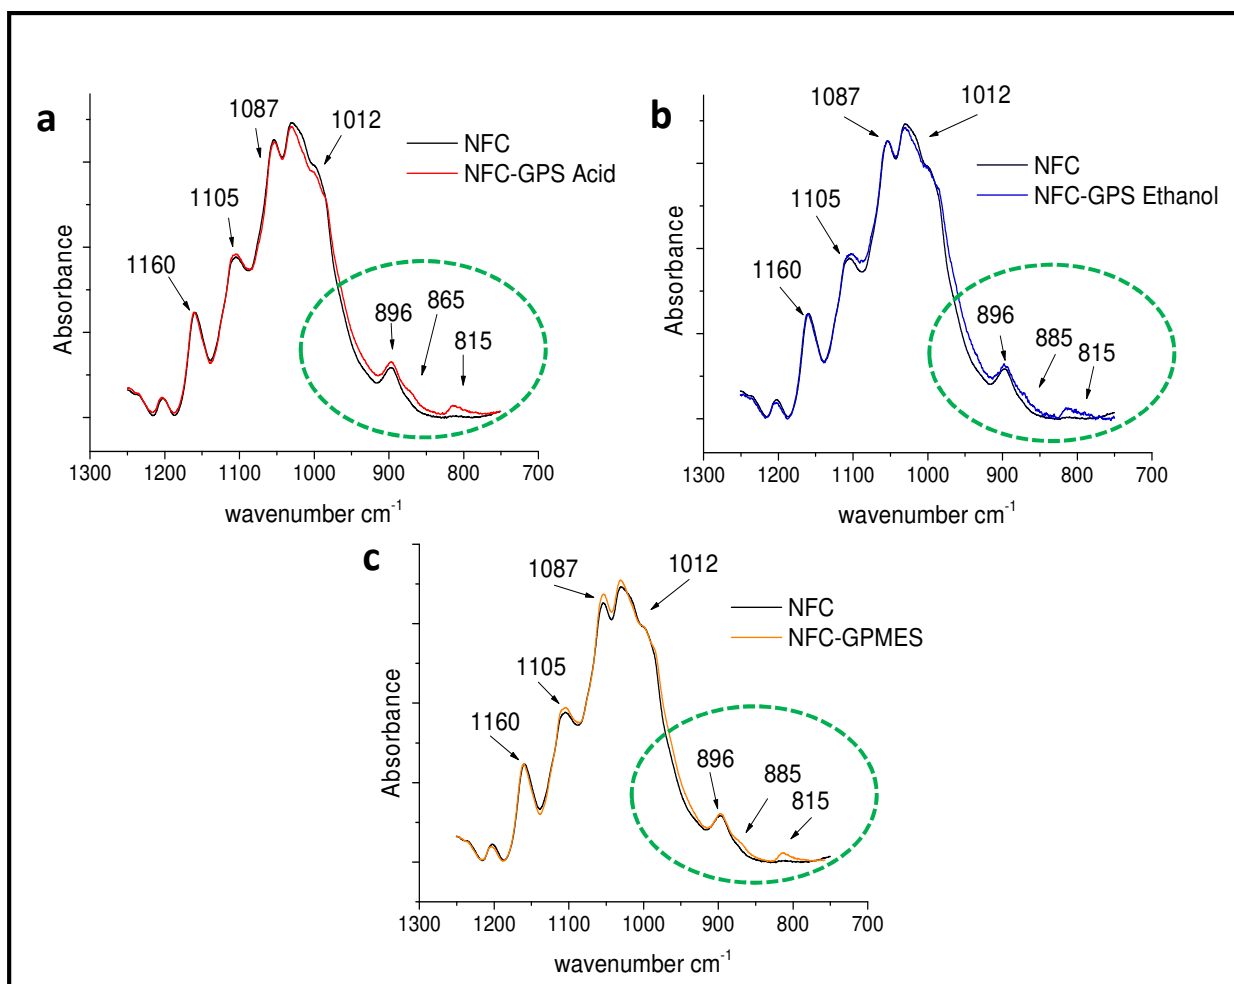 a
1087
1012
NFC
NFC-GPS Acid
1105
1160
896
865
815
Absorbance
1300 1200 1100 1000 900 800 700
wavenumber cm-1
b
1087
1012
NFC
NFC-GPS Ethanol
1105
1160
896
885
815
Absorbance
1300 1200 1100 1000 900 800 700
wavenumber cm-1
c
1087
1012
NFC
NFC-GPMES
1105
1160
896
885
815
Absorbance
1300 1200 1100 1000 900 800 700
wavenumber cm-1